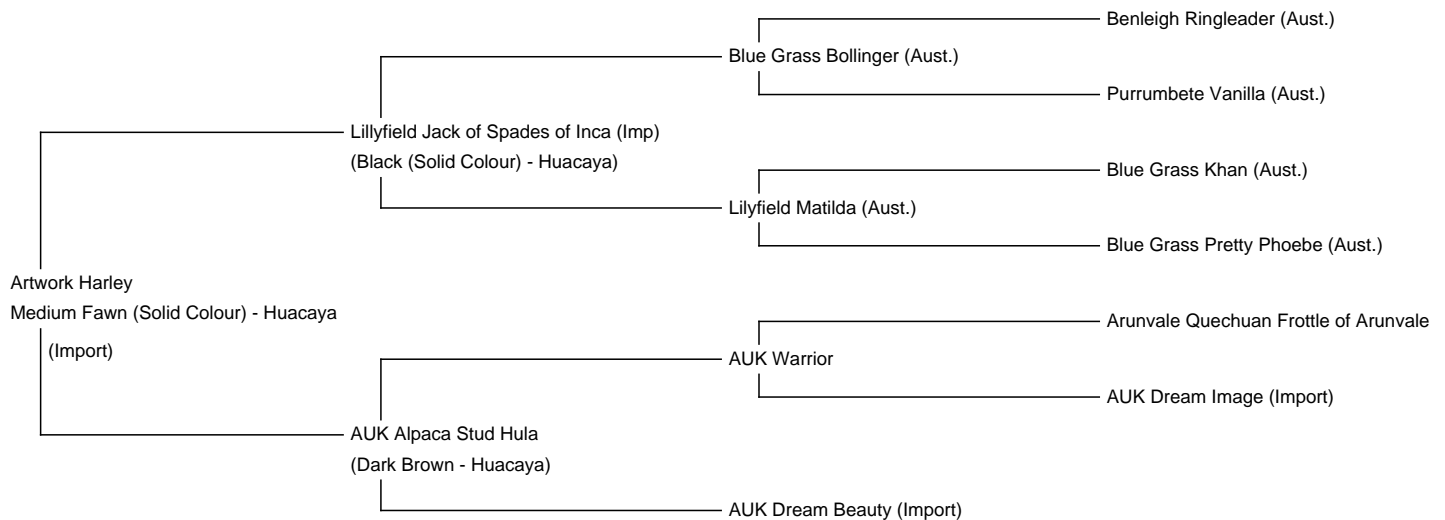 Benleigh Ringleader (Aust.)
Blue Grass Bollinger (Aust.)
Purrumbete Vanilla (Aust.)
Lillyfield Jack of Spades of Inca (Imp)
(Black (Solid Colour) - Huacaya)
Blue Grass Khan (Aust.)
Lilyfield Matilda (Aust.)
Blue Grass Pretty Phoebe (Aust.)
Artwork Harley
Medium Fawn (Solid Colour) - Huacaya
(Import)
Arunvale Quechuan Frottle of Arunvale
AUK Warrior
AUK Dream Image (Import)
AUK Alpaca Stud Hula
(Dark Brown - Huacaya)
AUK Dream Beauty (Import)